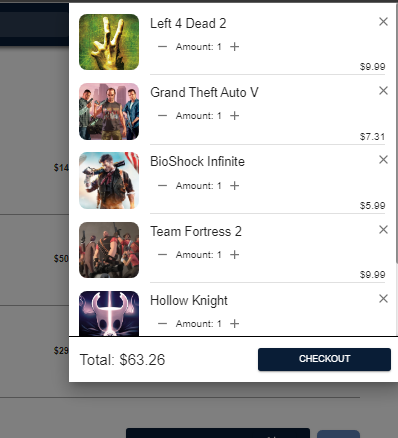 Left 4 Dead 2
Amount: 1
$9.99
Grand Theft Auto V
Amount: 1
$7.31
$14
BioShock Infinite
Amount: 1
$5.99
Team Fortress 2
Amount: 1
$50
$9.99
Hollow Knight
Amount: 1
$29
Total: $63.26
CHECKOUT